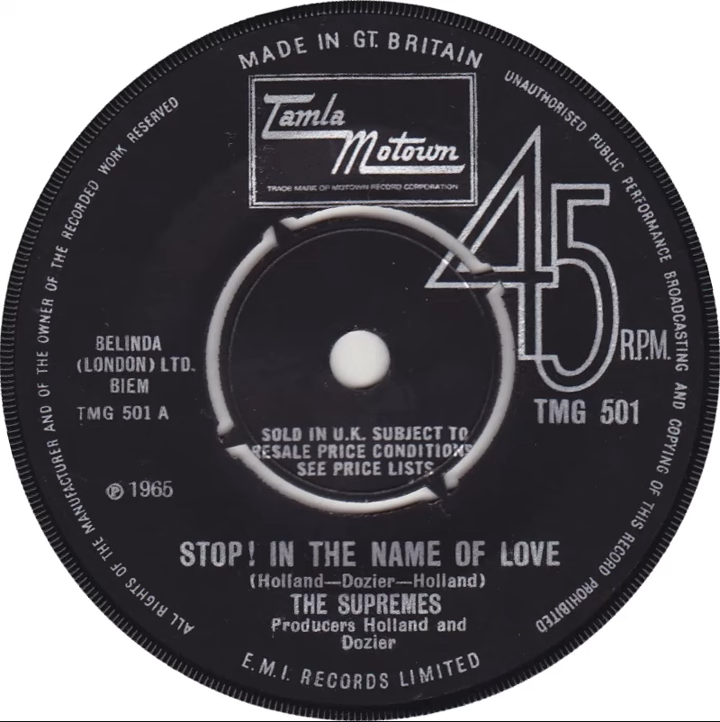 MADE IN GT. BRITAIN
UNAUTHORISED PUBLIC PERFORMANCE BROADCASTING AND COPYING OF THIS RECORD PROHIBITED
ALL RIGHTS OF THE MANUFACTURER AND OF THE OWNER OF THE RECORDED WORK RESERVED
Tamla
Motown
TRADE MARK OF MOTOWN RECORD CORPORATION
45
R.P.M.
BELINDA
(LONDON) LTD.
BIEM
TMG 501 A
TMG 501
SOLD IN U.K. SUBJECT TO
RESALE PRICE CONDITIONS
SEE PRICE LISTS
℗ 1965
STOP! IN THE NAME OF LOVE
(Holland—Dozier—Holland)
THE SUPREMES
Producers Holland and
Dozier
E.M.I. RECORDS LIMITED